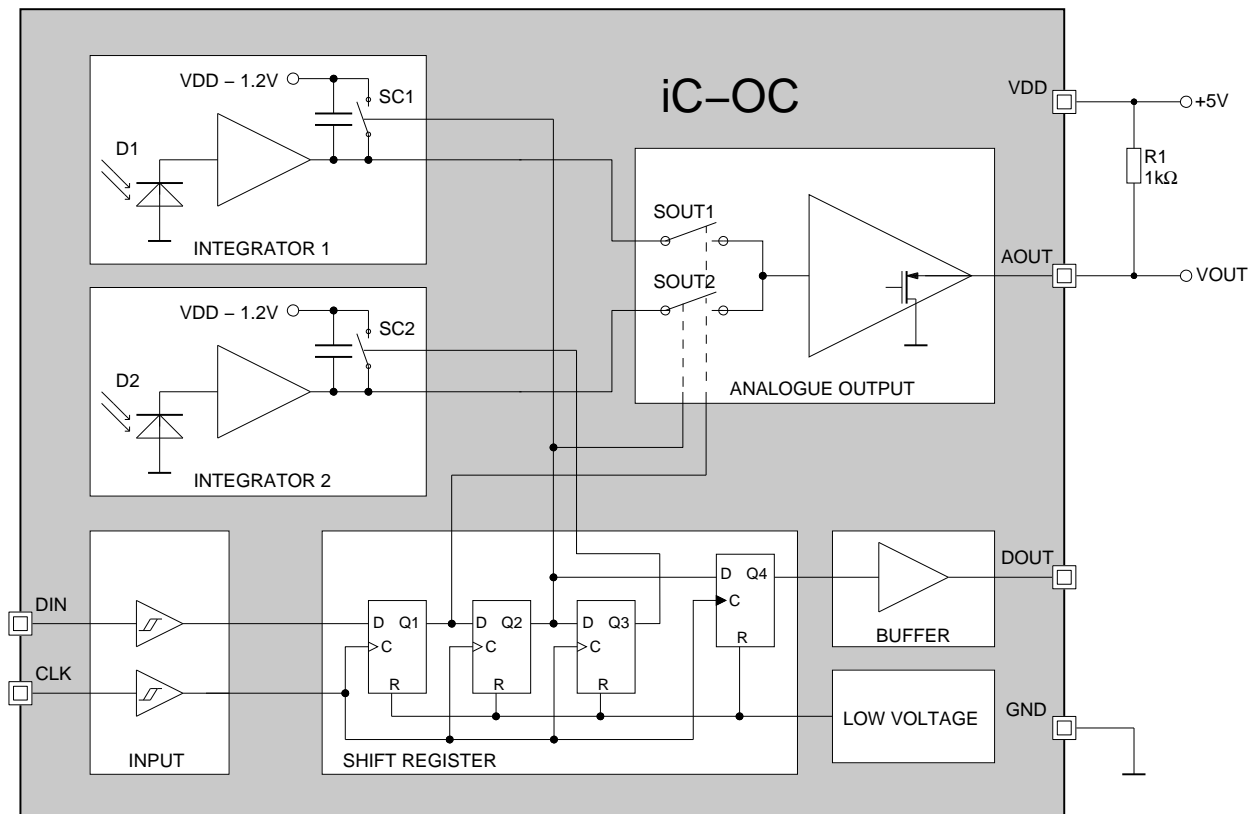 iC–OC
VDD – 1.2V
SC1
D1
INTEGRATOR 1
VDD – 1.2V
SC2
D2
INTEGRATOR 2
SOUT1
SOUT2
ANALOGUE OUTPUT
VDD
+5V
R1
1kΩ
AOUT
VOUT
DIN
CLK
INPUT
D Q1
C
R
D Q2
C
R
D Q3
C
R
D Q4
C
R
SHIFT REGISTER
BUFFER
DOUT
LOW VOLTAGE
GND